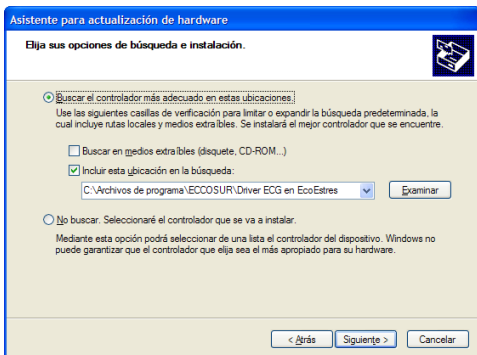 Asistente para actualización de hardware
Elija sus opciones de búsqueda e instalación.
Buscar el controlador más adecuado en estas ubicaciones.
Use las siguientes casillas de verificación para limitar o expandir la búsqueda predeterminada, la
cual incluye rutas locales y medios extraíbles. Se instalará el mejor controlador que se encuentre.
Buscar en medios extraíbles (disquete, CD-ROM...)
Incluir esta ubicación en la búsqueda:
C:\Archivos de programa\ECCOSUR\Driver ECG en EcoEstres
Examinar
No buscar. Seleccionaré el controlador que se va a instalar.
Mediante esta opción podrá seleccionar de una lista el controlador del dispositivo. Windows no
puede garantizar que el controlador que elija sea el más apropiado para su hardware.
< Atrás Siguiente > Cancelar